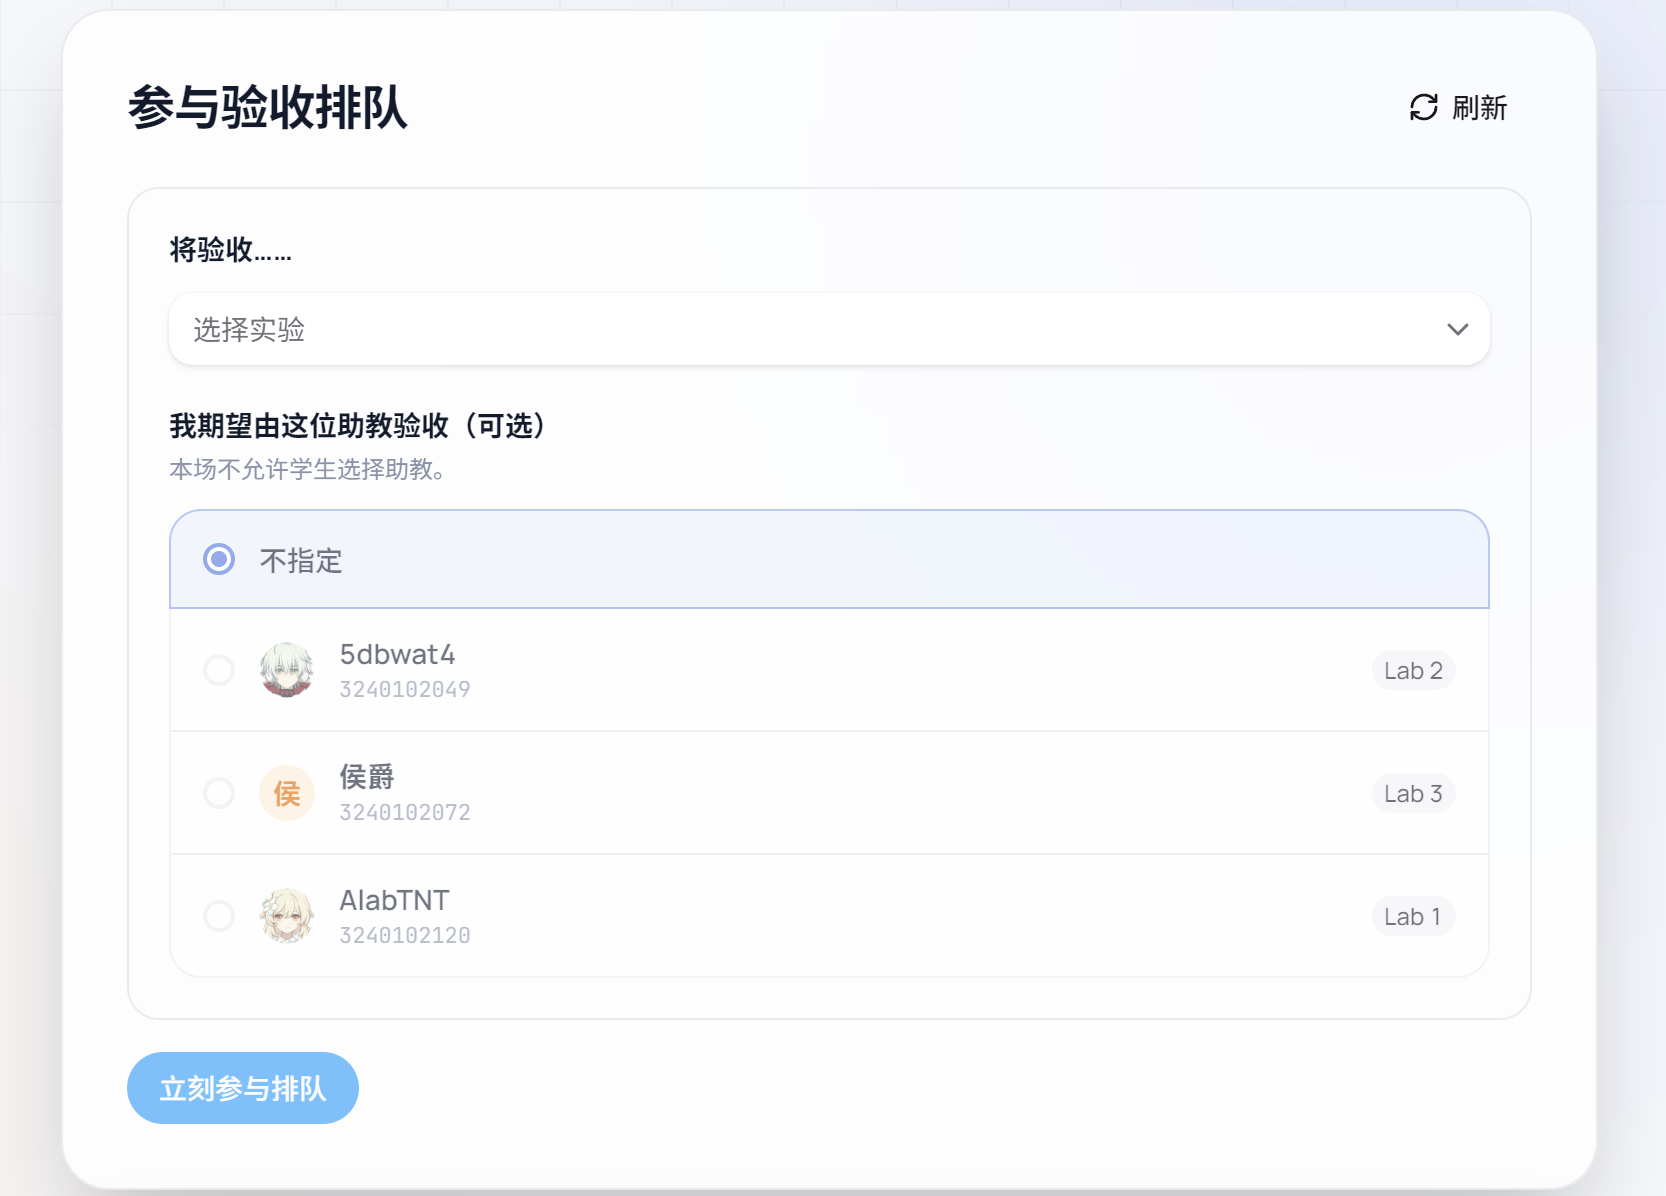 参与验收排队
刷新
将验收……
选择实验
我期望由这位助教验收（可选）
本场不允许学生选择助教。
不指定
5dbwat4
3240102049
Lab 2
侯
侯爵
3240102072
Lab 3
AlabTNT
3240102120
Lab 1
立刻参与排队